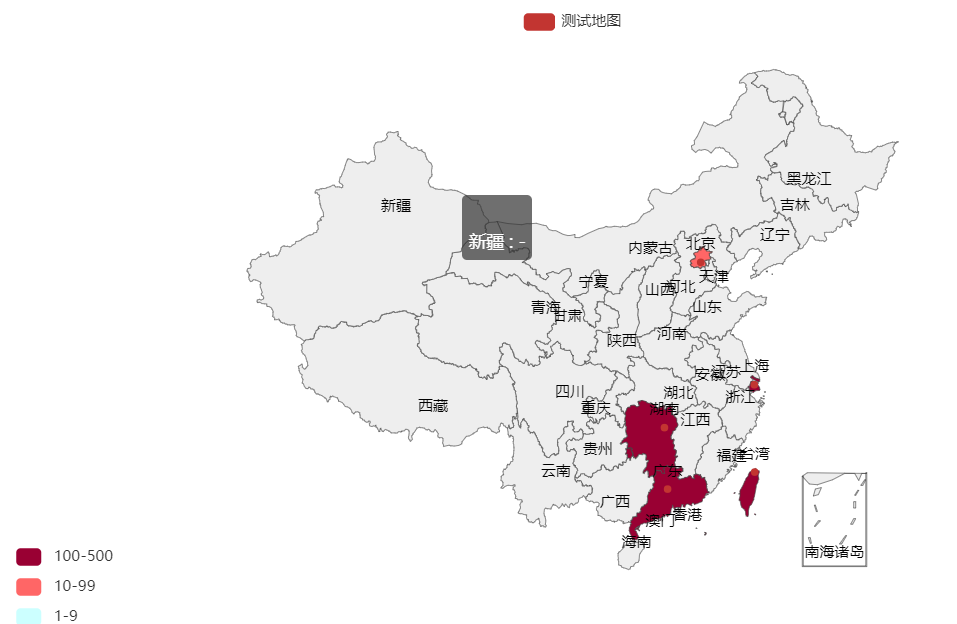 测试地图
黑龙江
吉林
新疆
辽宁
新疆 : -
北京
内蒙古
天津
宁夏
山西
河北
青海
山东
甘肃
河南
陕西
上海
江苏
安徽
四川
湖北
浙江
西藏
重庆
湖南
江西
贵州
台湾
福建
云南
广东
广西
香港
澳门
海南
南海诸岛
100-500
10-99
1-9